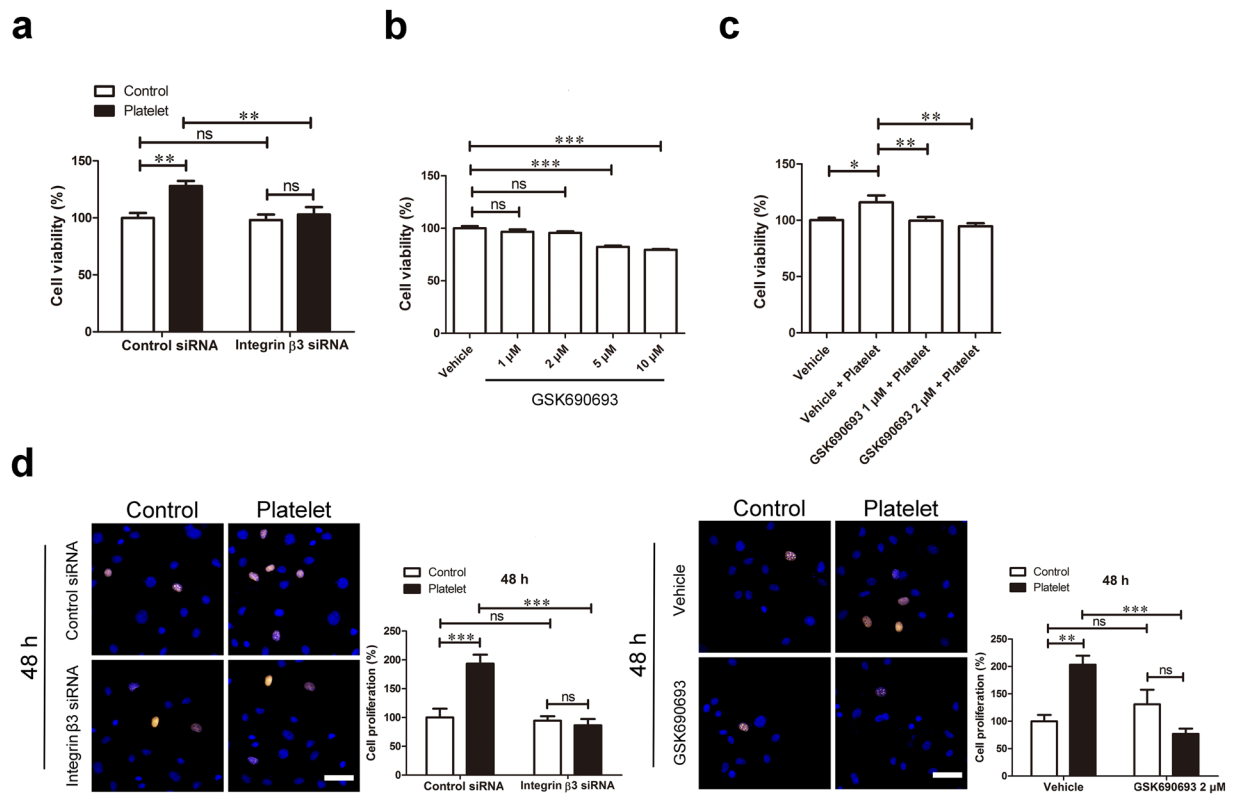 a
b
c
Control
Platelet
**
ns
**
ns
Cell viability (%)
150
100
50
0
Control siRNA
Integrin β3 siRNA
***
***
ns
ns
Cell viability (%)
150
100
50
0
Vehicle
1 μM
2 μM
5 μM
10 μM
GSK690693
**
**
*
Cell viability (%)
150
100
50
0
Vehicle
Vehicle + Platelet
GSK690693 1 μM + Platelet
GSK690693 2 μM + Platelet
d
Control
Platelet
48 h
Control siRNA
Integrin β3 siRNA
Control
Platelet
48 h
***
ns
***
ns
Cell proliferation (%)
250
200
150
100
50
0
Control siRNA
Integrin β3 siRNA
Control
Platelet
48 h
Vehicle
GSK690693
Control
Platelet
48 h
***
ns
**
ns
Cell proliferation (%)
250
200
150
100
50
0
Vehicle
GSK690693 2 μM